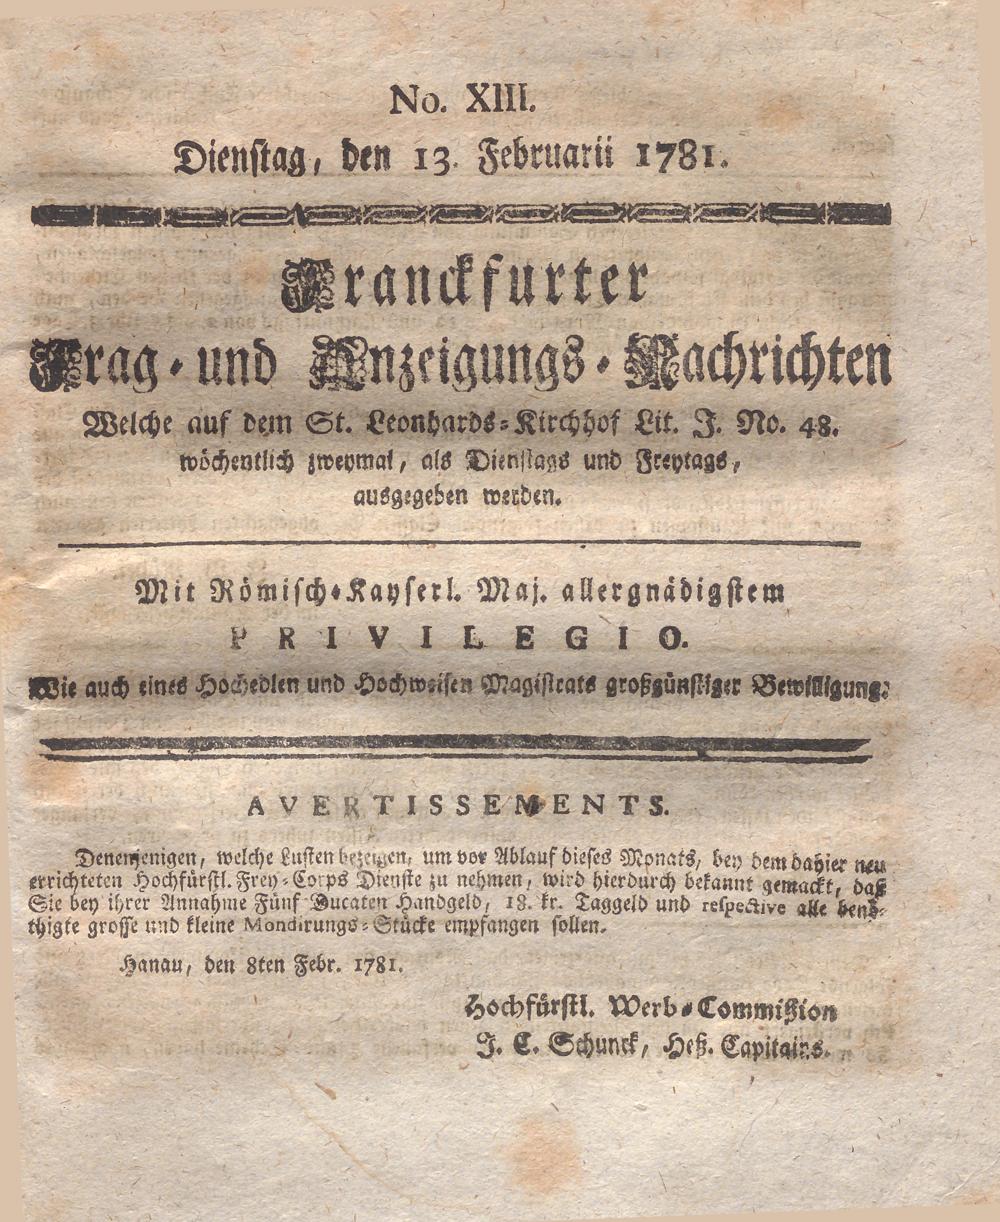 No. XIII.
Dienstag, den 13. Februarii 1781.
Franckfurter
Frag- und Anzeigungs-Nachrichten
Welche auf dem St. Leonhards-Kirchhof Lit. J. No. 48.
wöchentlich zweymal, als Dienstags und Freytags,
ausgegeben werden.
Mit Römisch-Kayserl. Maj. allergnädigstem
PRIVILEGIO.
Wie auch eines Hochedlen und Hochweisen Magistrats großgünstiger Bewilligung.
AVERTISSEMENTS.
Denenjenigen, welche Lusten bezeigen, um vor Ablauf dieses Monats, bey dem dahier neu
errichteten Hochfürstl. Frey-Corps Dienste zu nehmen, wird hierdurch bekannt gemackt, daß
Sie bey ihrer Annahme Fünf Ducaten Handgeld, 18. kr. Taggeld und respective alle benö-
thigte grosse und kleine Mondirungs-Stücke empfangen sollen.
Hanau, den 8ten Febr. 1781.
Hochfürstl. Werb-Commißion
J. C. Schunck, Heß. Capitains.